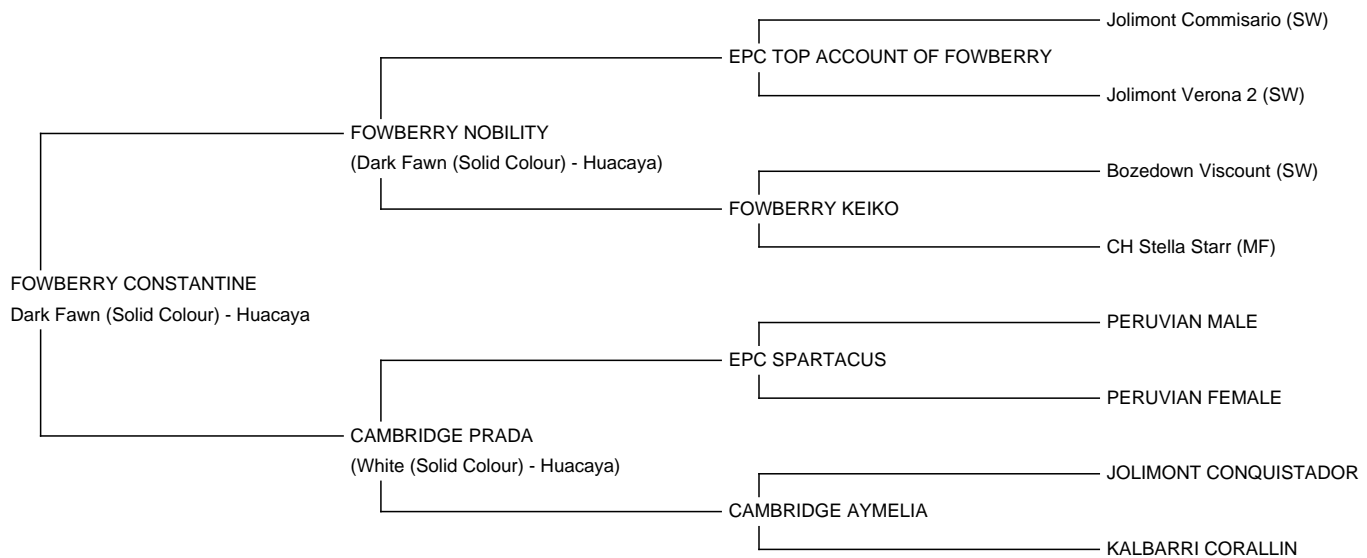 Jolimont Commisario (SW)
EPC TOP ACCOUNT OF FOWBERRY
Jolimont Verona 2 (SW)
FOWBERRY NOBILITY
(Dark Fawn (Solid Colour) - Huacaya)
Bozedown Viscount (SW)
FOWBERRY KEIKO
CH Stella Starr (MF)
FOWBERRY CONSTANTINE
Dark Fawn (Solid Colour) - Huacaya
PERUVIAN MALE
EPC SPARTACUS
PERUVIAN FEMALE
CAMBRIDGE PRADA
(White (Solid Colour) - Huacaya)
JOLIMONT CONQUISTADOR
CAMBRIDGE AYMELIA
KALBARRI CORALLIN